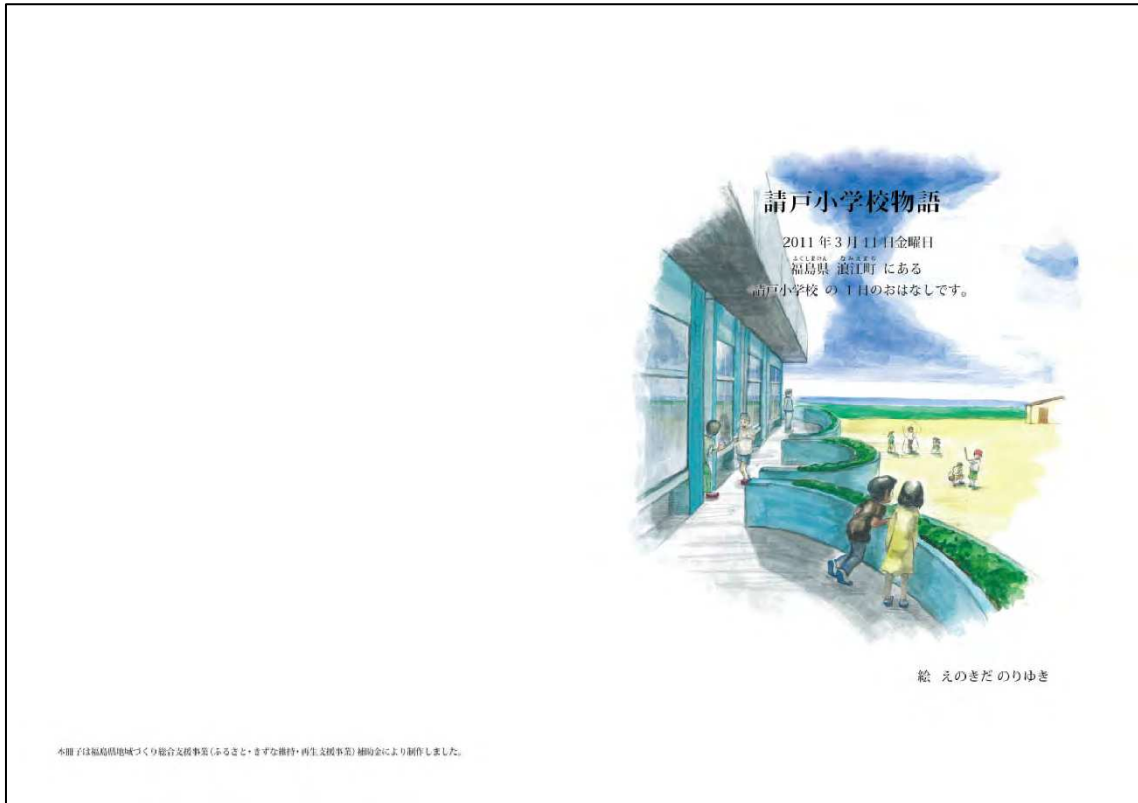 請戸小学校物語
2011年3月11日金曜日
ふくしまけん なみえまち
福島県 浪江町 にある
請戸小学校 の 1日のおはなしです。
絵 えのきだ のりゆき
本冊子は福島県地域づくり総合支援事業(ふるさと・きずな維持・再生支援事業)補助金により制作しました。